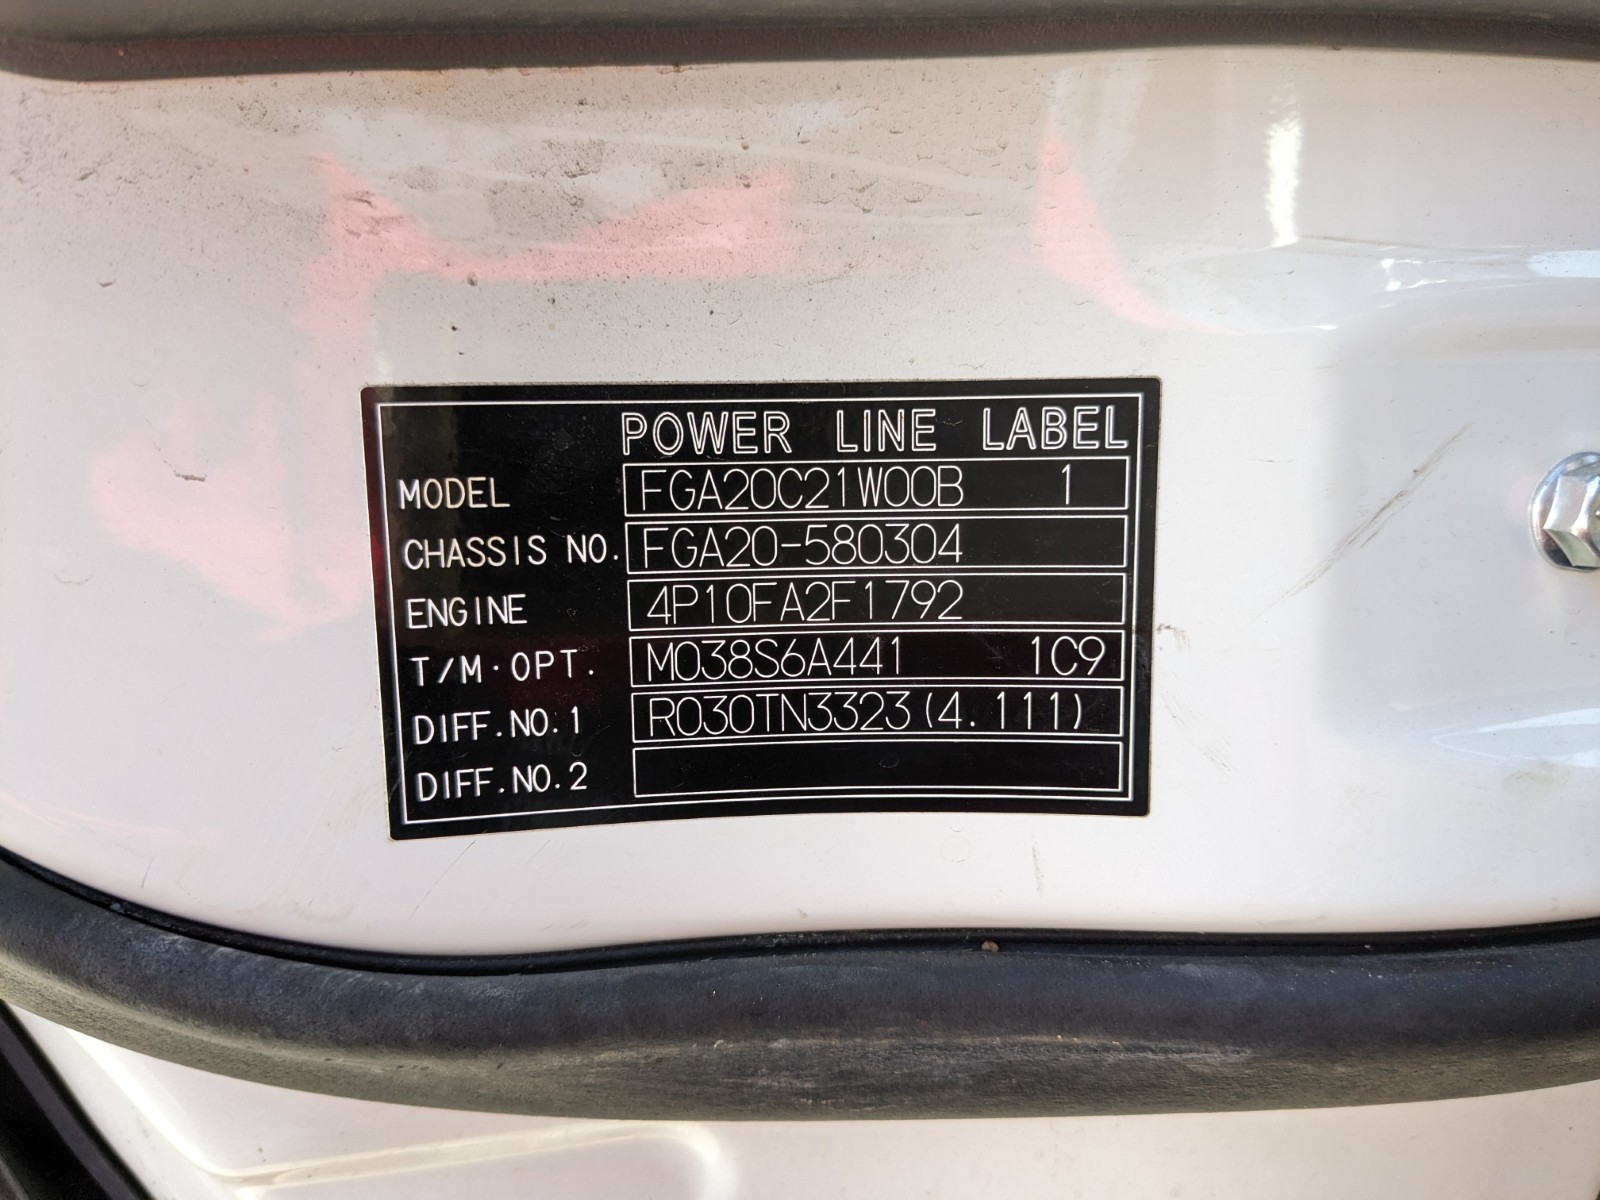 POWER LINE LABEL
MODEL FGA20C21W00B 1
CHASSIS NO. FGA20-580304
ENGINE 4P10FA2F1792
T/M·OPT. M038S6A441 1C9
DIFF.NO.1 R030TN3323(4.111)
DIFF.NO.2